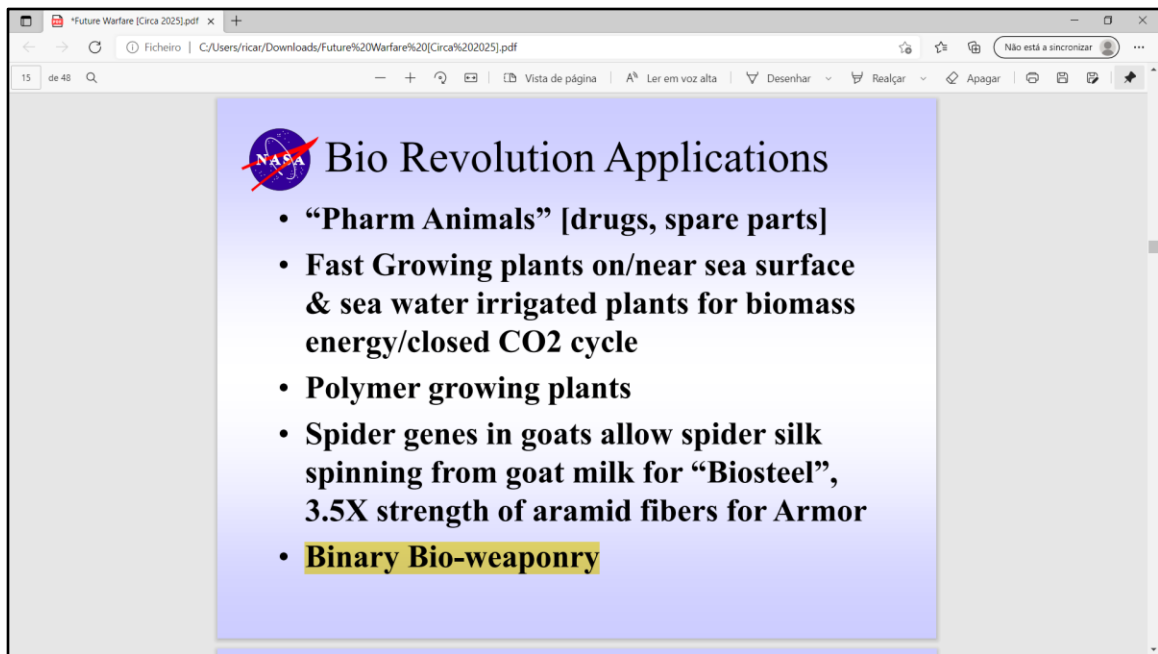 *Future Warfare [Circa 2025].pdf
Ficheiro | C:/Users/ricar/Downloads/Future%20Warfare%20[Circa%202025].pdf
Não está a sincronizar
15 de 48
Vista de página
Ler em voz alta
Desenhar
Realçar
Apagar
NASA
Bio Revolution Applications
• “Pharm Animals” [drugs, spare parts]
• Fast Growing plants on/near sea surface
& sea water irrigated plants for biomass
energy/closed CO2 cycle
• Polymer growing plants
• Spider genes in goats allow spider silk
spinning from goat milk for “Biosteel”,
3.5X strength of aramid fibers for Armor
• Binary Bio-weaponry